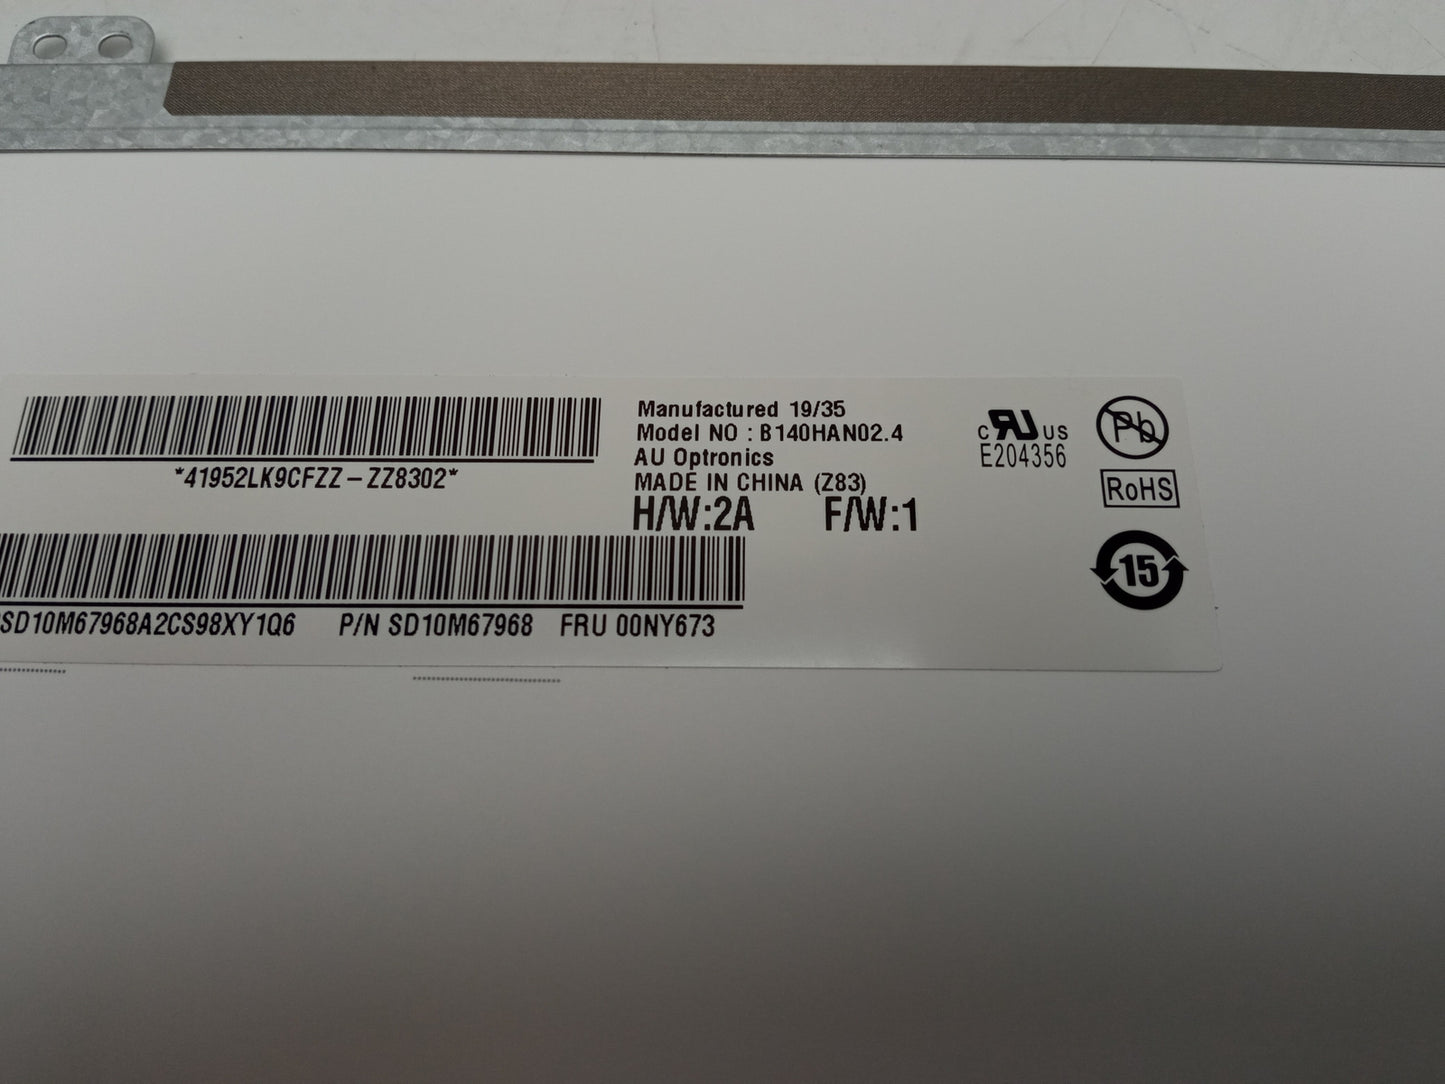 *41952LK9CFZZ-ZZ8302*
Manufactured 19/35
Model NO : B140HAN02.4
AU Optronics
MADE IN CHINA (Z83)
H/W:2A F/W:1
c RU US
E204356
Pb
RoHS
15
SD10M67968A2CS98XY1Q6 P/N SD10M67968 FRU 00NY673